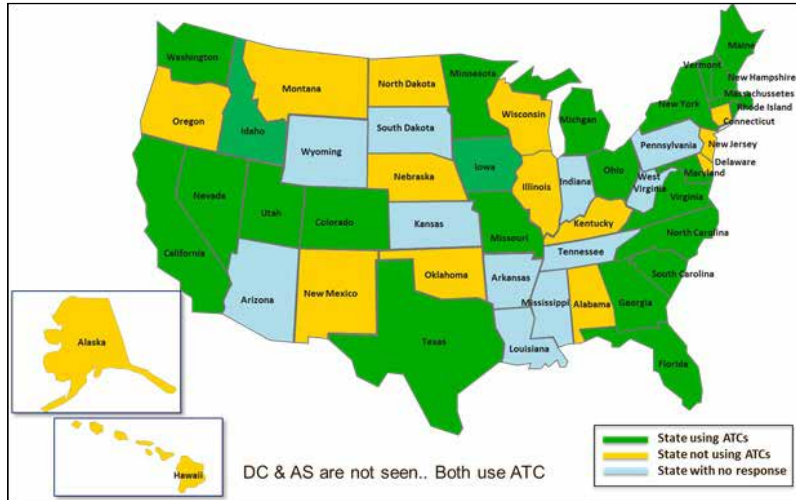 Washington
Maine
Montana
North Dakota
Minnesota
Vermont
New Hampshire
Massachussetes
Oregon
Idaho
Wisconsin
New York
Rhode Island
South Dakota
Michgan
Connecticut
Wyoming
Pennsylvania
New Jersey
Iowa
Ohio
Delaware
Nebraska
Illinois
Indiana
West
Virginia
Maryland
Nevada
Utah
Colorado
Kansas
Missouri
Kentucky
Virginia
California
Tennessee
North Carolina
Arizona
New Mexico
Oklahoma
Arkansas
South Carolina
Mississippi
Alabama
Georgia
Texas
Louisiana
Florida
Alaska
Hawaii
DC & AS are not seen.. Both use ATC
State using ATCs
State not using ATCs
State with no response